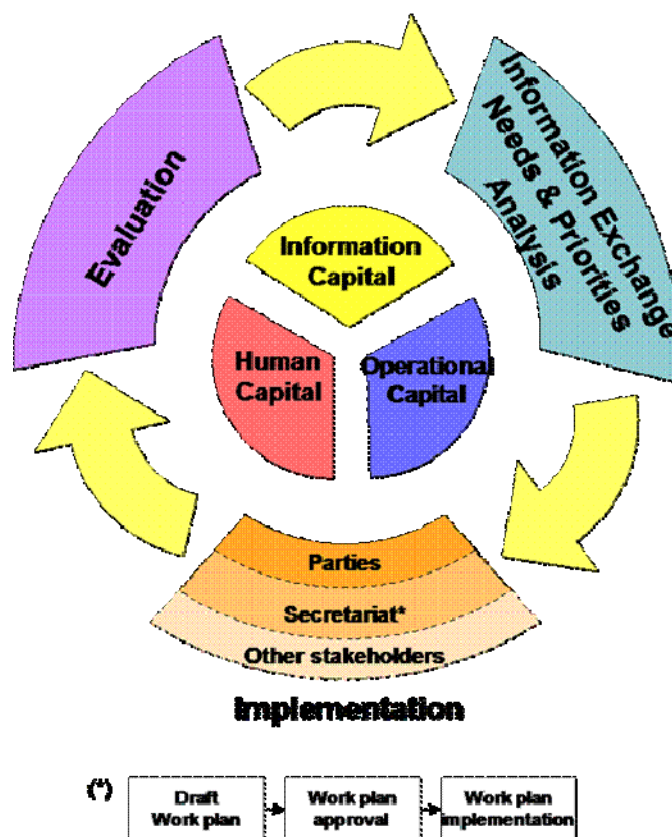 Evaluation
Information Exchange
Needs & Priorities
Analysis
Information
Capital
Human
Capital
Operational
Capital
Parties
Secretariat*
Other stakeholders
Implementation
(*)
Draft
Work plan
Work plan
approval
Work plan
implementation